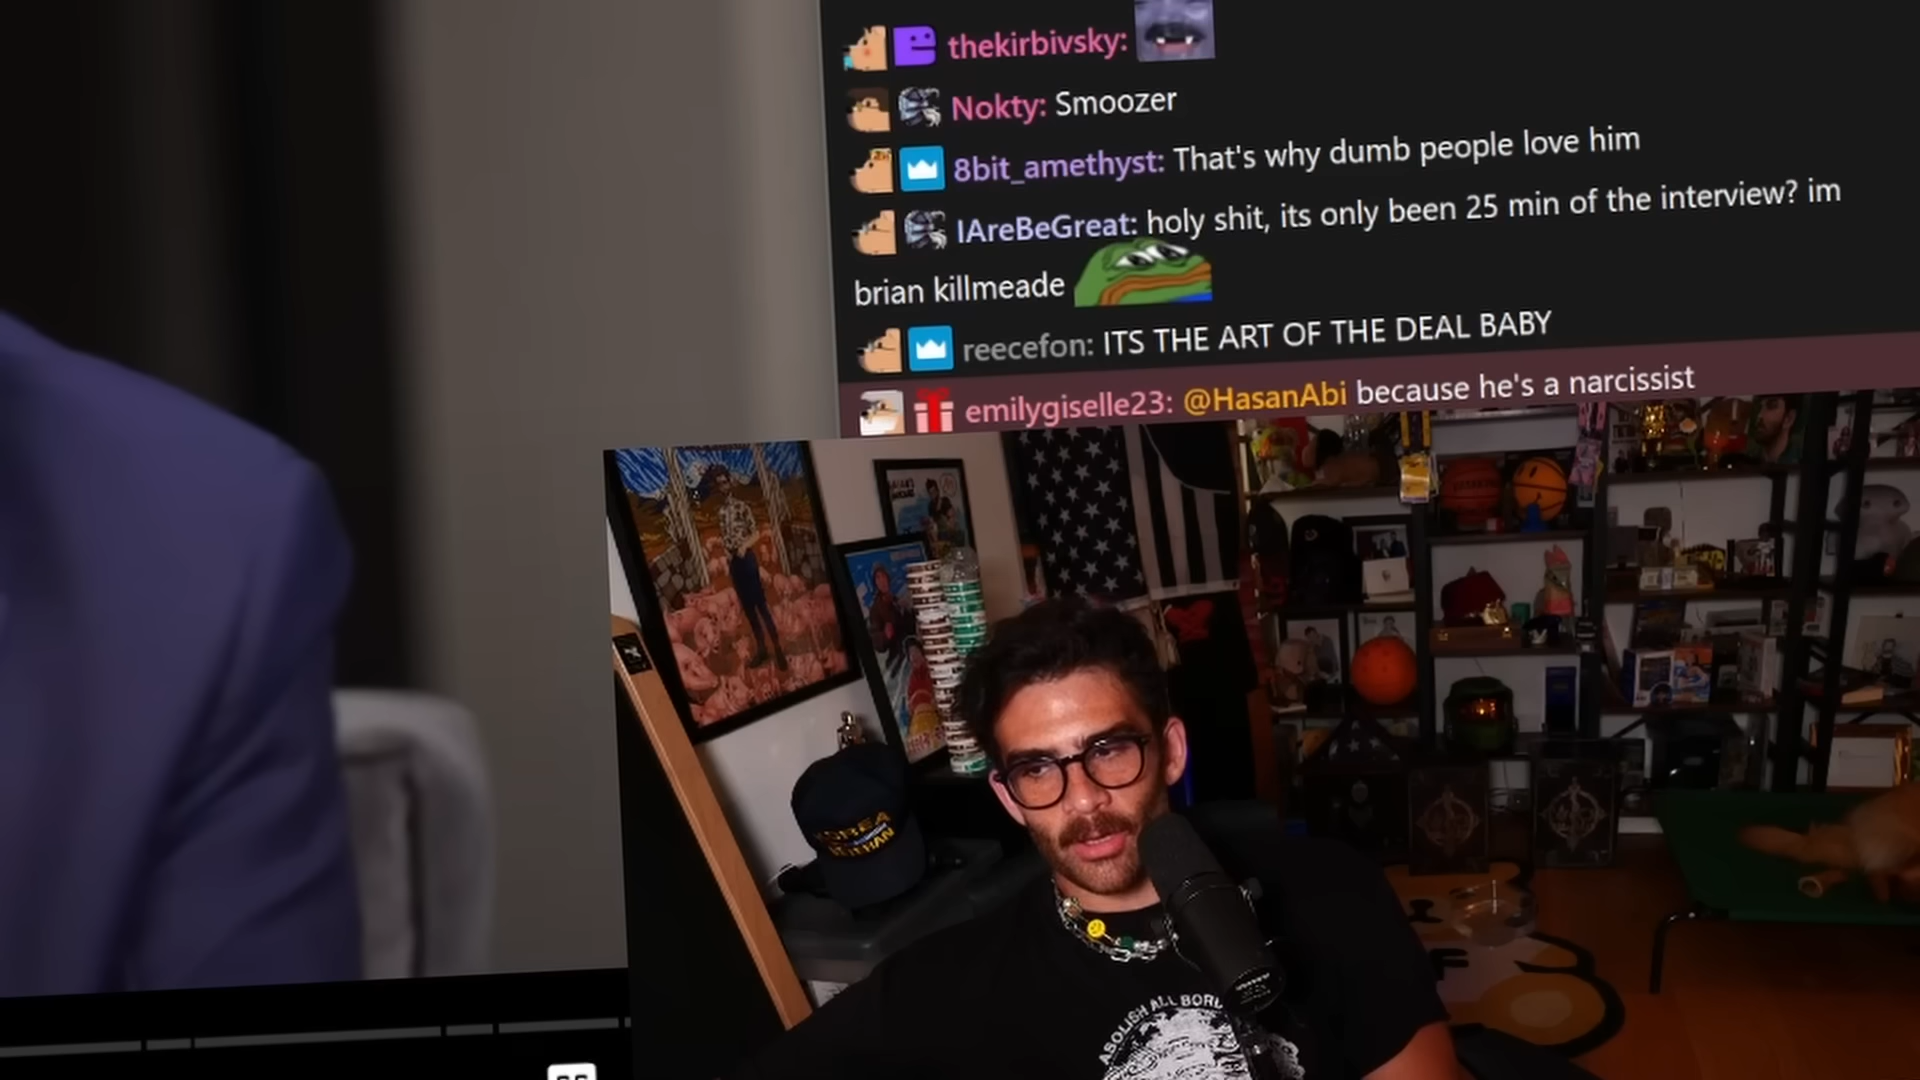 thekirbivsky:
Nokty: Smoozer
8bit_amethyst: That's why dumb people love him
IAreBeGreat: holy shit, its only been 25 min of the interview? im
brian killmeade
reecefon: ITS THE ART OF THE DEAL BABY
emilygiselle23: @HasanAbi because he's a narcissist
KOREA
VETERAN
ABOLISH ALL